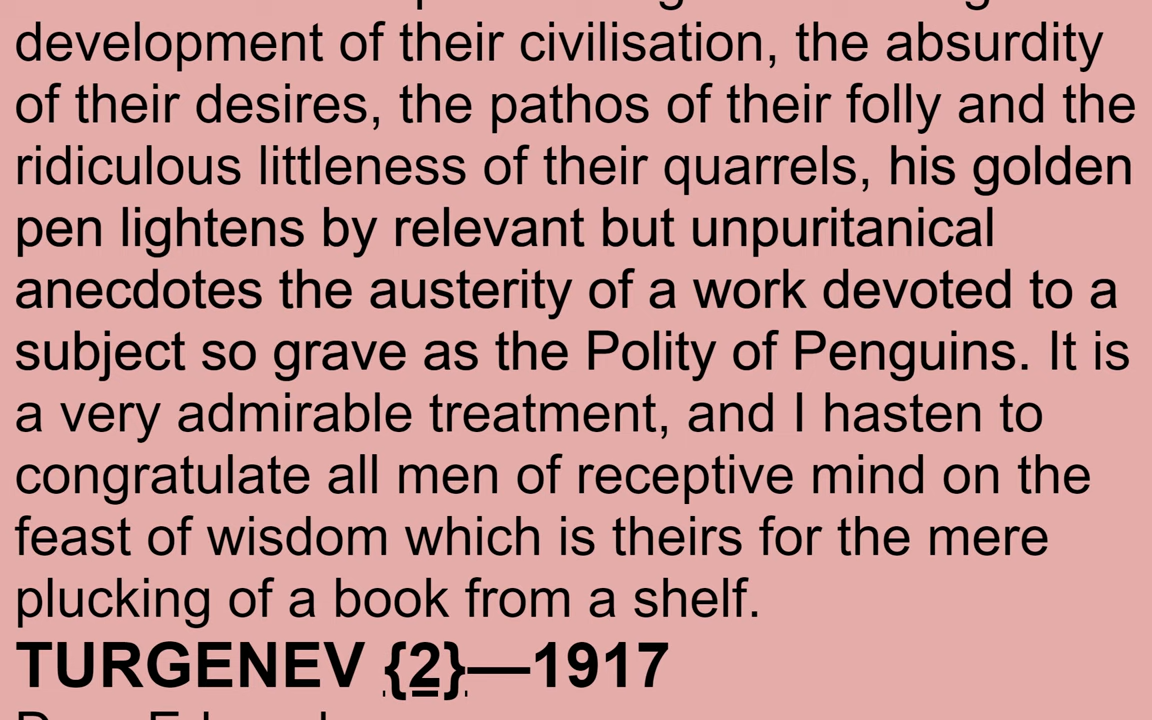 development of their civilisation, the absurdity
of their desires, the pathos of their folly and the
ridiculous littleness of their quarrels, his golden
pen lightens by relevant but unpuritanical
anecdotes the austerity of a work devoted to a
subject so grave as the Polity of Penguins. It is
a very admirable treatment, and I hasten to
congratulate all men of receptive mind on the
feast of wisdom which is theirs for the mere
plucking of a book from a shelf.
TURGENEV {2}—1917